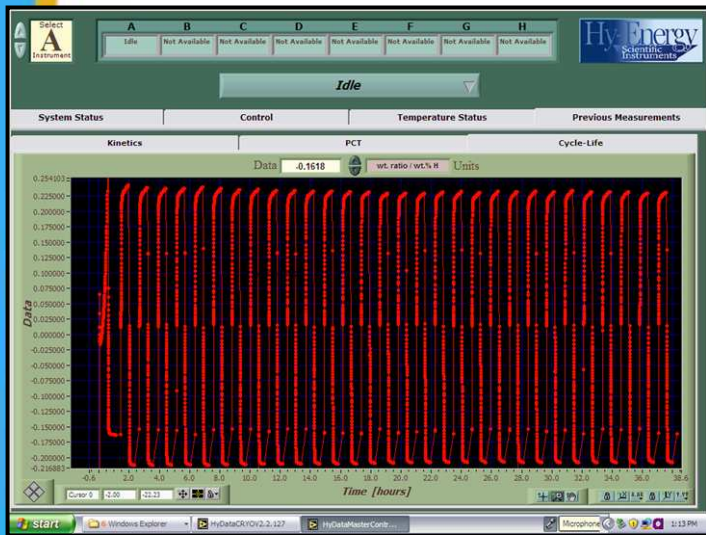 Select
A
Instrument
A B C D E F G H
Idle Not Available Not Available Not Available Not Available Not Available Not Available Not Available
Hy-Energy
Scientific
Instruments
Idle
System Status Control Temperature Status Previous Measurements
Kinetics PCT Cycle-Life
Data -0.1618 wt. ratio / wt.% H Units
0.254103
0.225000
0.200000
0.175000
0.150000
0.125000
0.100000
0.075000
0.050000
0.025000
0.000000
-0.025000
-0.050000
-0.075000
-0.100000
-0.125000
-0.150000
-0.175000
-0.200000
-0.216883
Data
-0.6 2.0 4.0 6.0 8.0 10.0 12.0 14.0 16.0 18.0 20.0 22.0 24.0 26.0 28.0 30.0 32.0 34.0 36.0 38.6
Time [hours]
Cursor 0 -2.00 -22.23
start 6 Windows Explorer HyDataCRYOV2.2.127 HyDataMasterContr... Microphone 1:13 PM